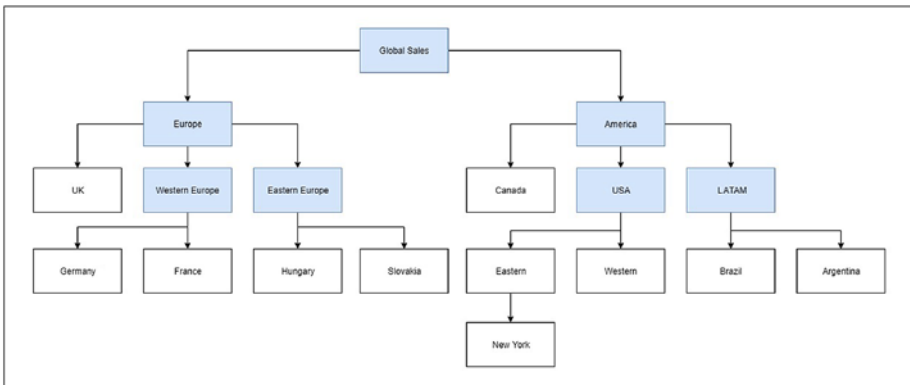 Global Sales
Europe
America
UK
Western Europe
Eastern Europe
Canada
USA
LATAM
Germany
France
Hungary
Slovakia
Eastern
Western
Brazil
Argentina
New York